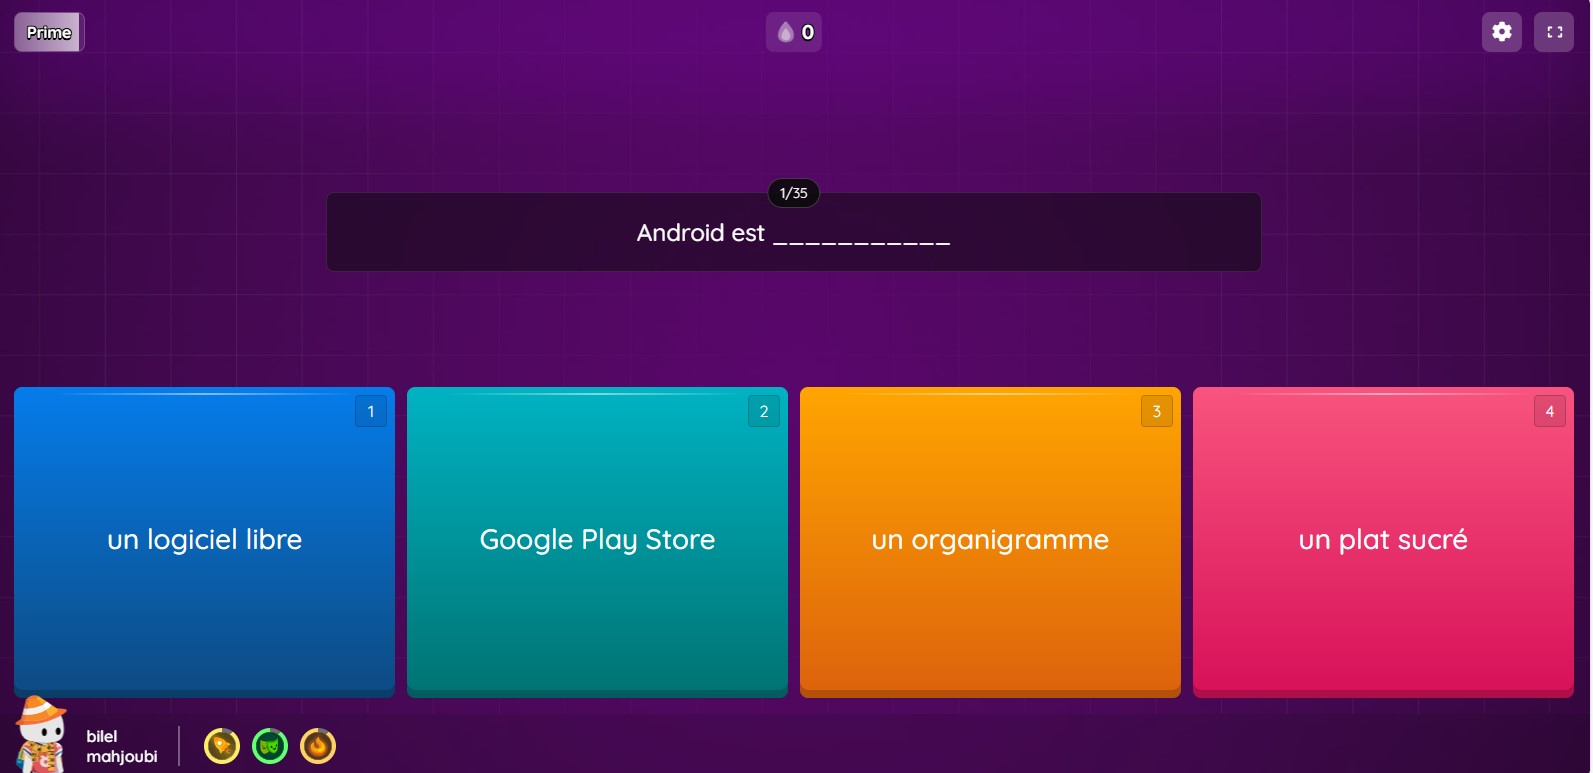 Prime
0
1/35
Android est ___________
1
un logiciel libre
2
Google Play Store
3
un organigramme
4
un plat sucré
bilel
mahjoubi